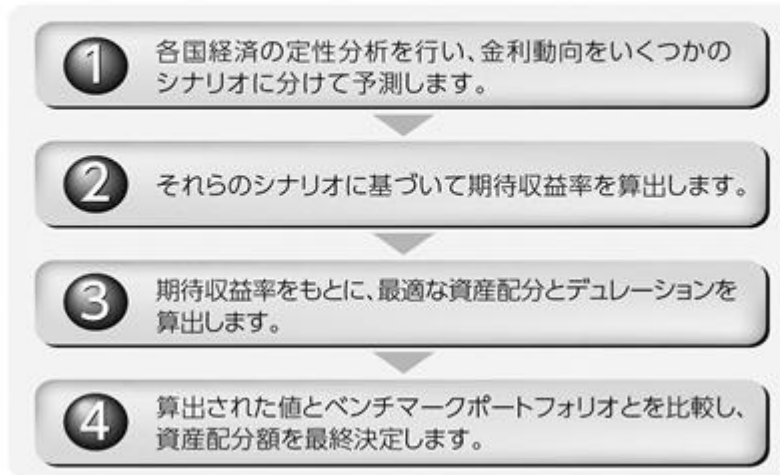 1
各国経済の定性分析を行い、金利動向をいくつかの
シナリオに分けて予測します。
2
それらのシナリオに基づいて期待収益率を算出します。
3
期待収益率をもとに、最適な資産配分とデュレーションを
算出します。
4
算出された値とベンチマークポートフォリオとを比較し、
資産配分額を最終決定します。